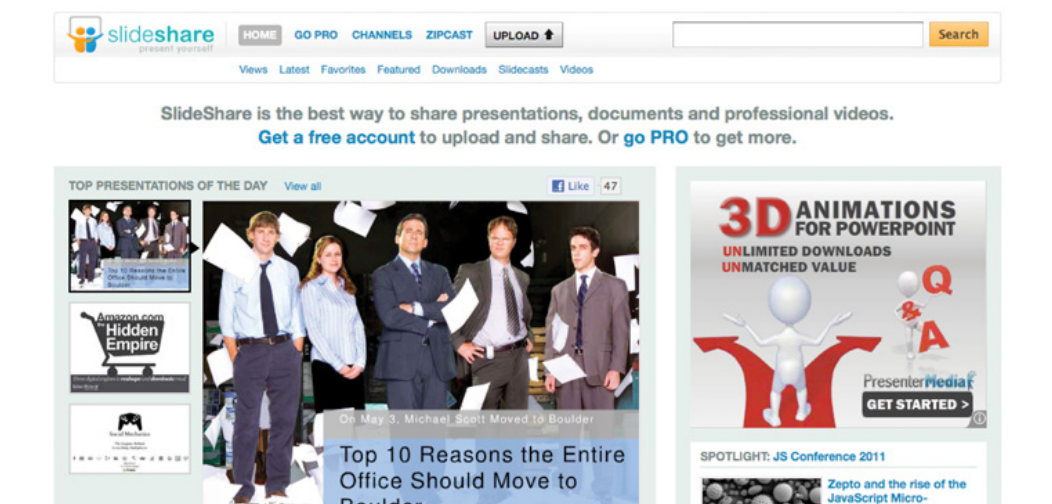 slideshare
present yourself
HOME GO PRO CHANNELS ZIPCAST UPLOAD
Search
Views Latest Favorites Featured Downloads Slidecasts Videos
SlideShare is the best way to share presentations, documents and professional videos.
Get a free account to upload and share. Or go PRO to get more.
TOP PRESENTATIONS OF THE DAY View all
Like 47
Top 10 Reasons the Entire
Office Should Move to
Boulder
Amazon.com
the Hidden
Empire
Social Mechanics
On May 3, Michael Scott Moved to Boulder
Top 10 Reasons the Entire
Office Should Move to
Boulder
3D ANIMATIONS
FOR POWERPOINT
UNLIMITED DOWNLOADS
UNMATCHED VALUE
Q
&
A
PresenterMedia
GET STARTED >
SPOTLIGHT: JS Conference 2011
Zepto and the rise of the
JavaScript Micro-